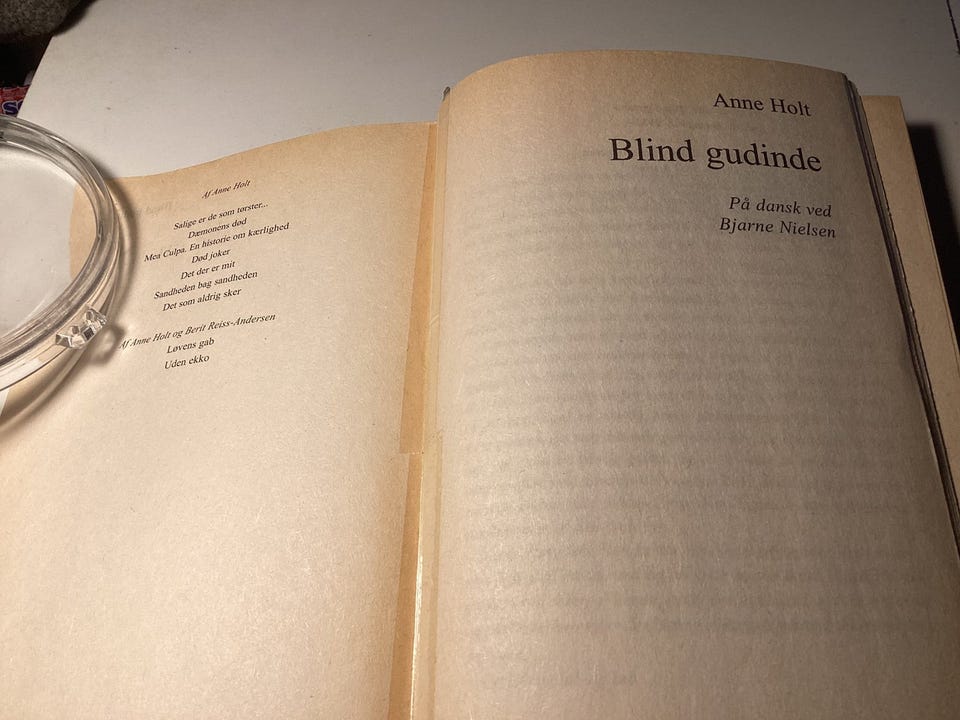 Af Anne Holt
Salige er de som tørster...
Dæmonens død
Mea Culpa. En historie om kærlighed
Død joker
Det der er mit
Sandheden bag sandheden
Det som aldrig sker
Af Anne Holt og Berit Reiss-Andersen
Løvens gab
Uden ekko
Anne Holt
Blind gudinde
På dansk ved
Bjarne Nielsen